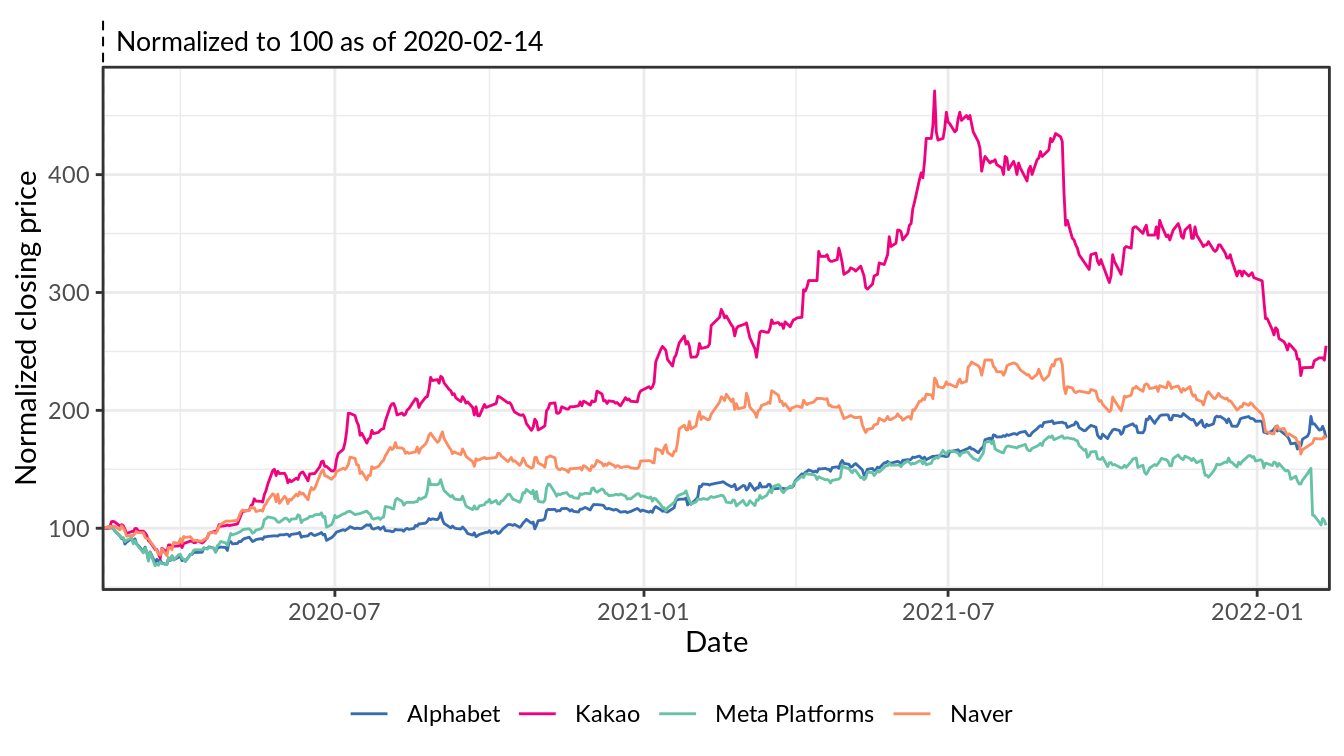 Normalized to 100 as of 2020-02-14
Normalized closing price
400
300
200
100
2020-07
2021-01
2021-07
2022-01
Date
Alphabet
Kakao
Meta Platforms
Naver